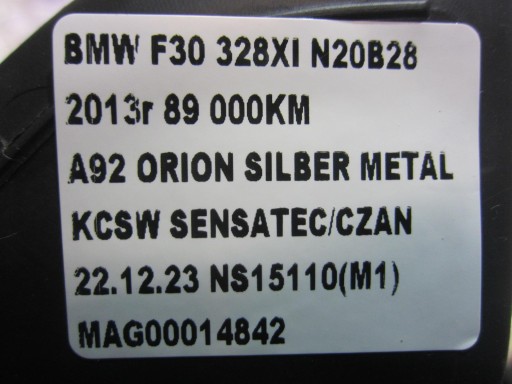 BMW F30 328XI N20B28
2013r 89 000KM
A92 ORION SILBER METAL
KCSW SENSATEC/CZAN
22.12.23 NS15110(M1)
MAG00014842